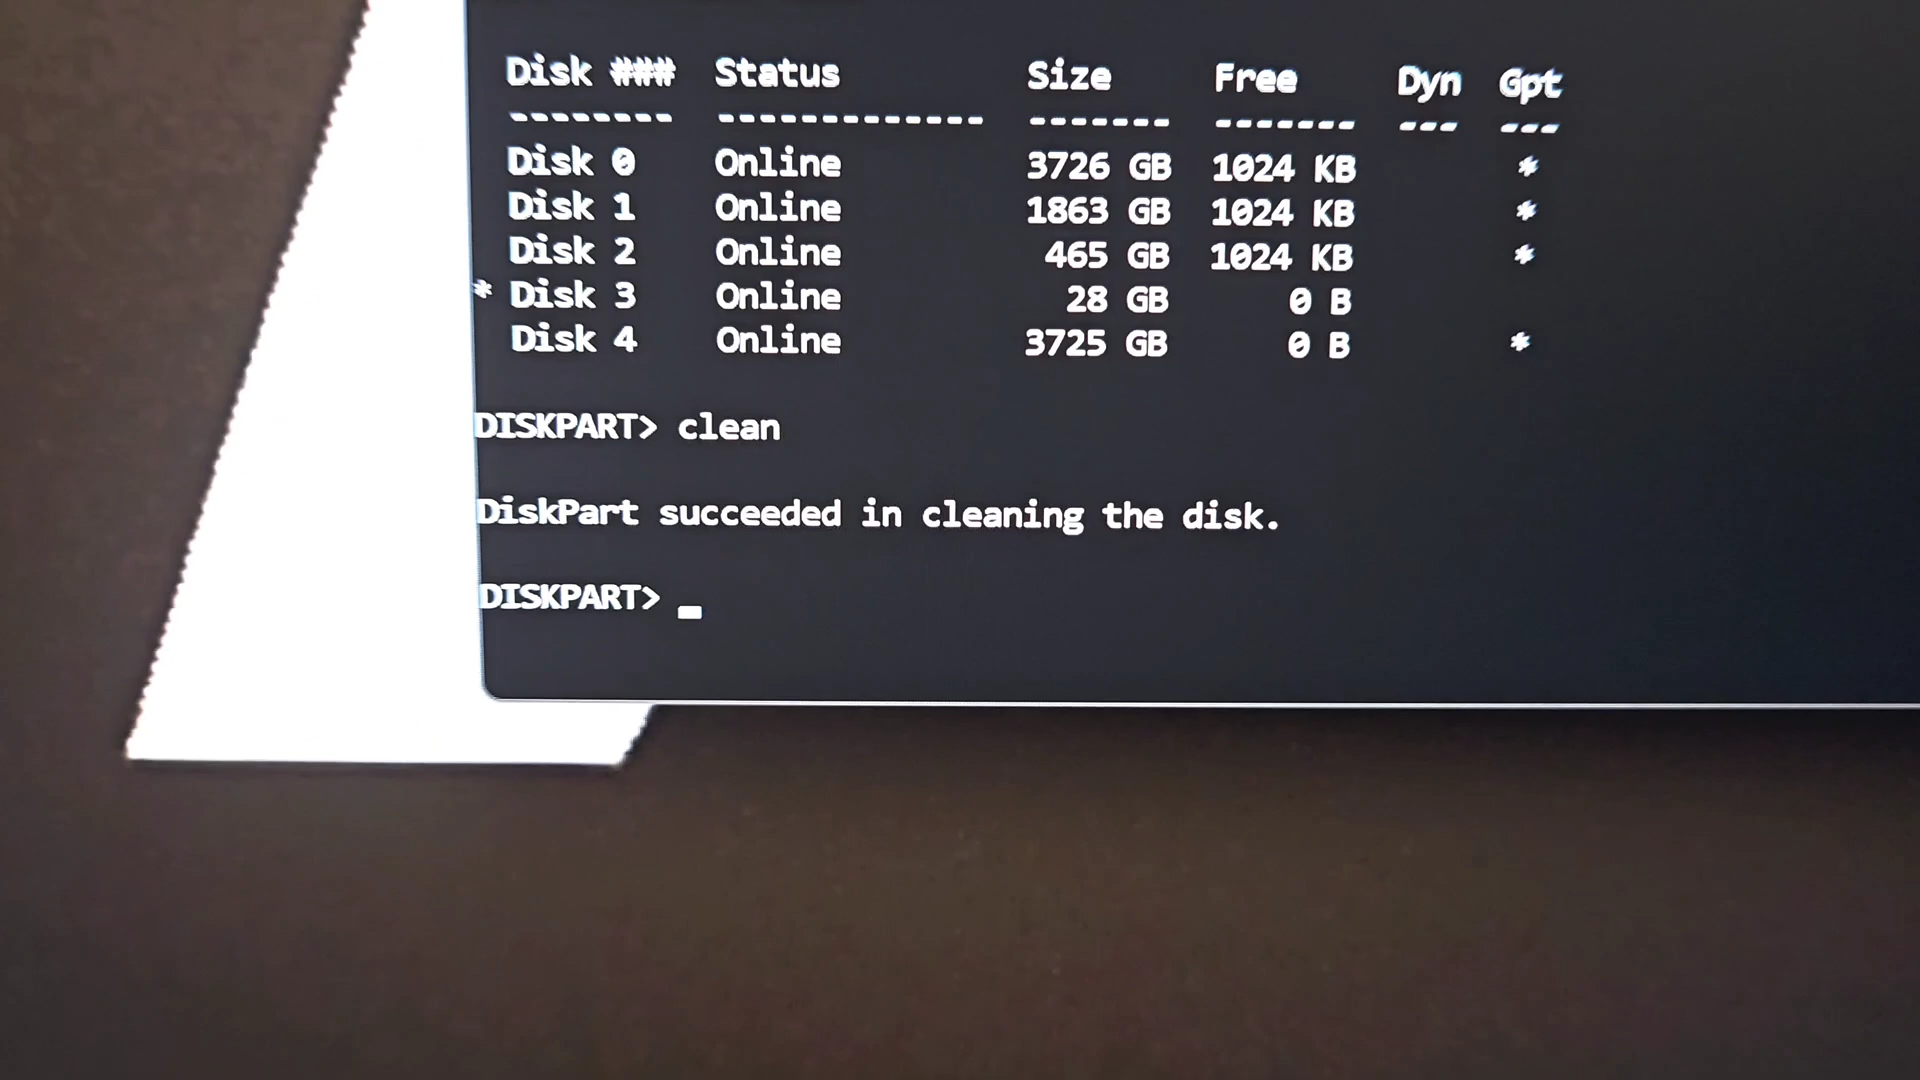 Disk ### Status Size Free Dyn Gpt
-------- ------------- ------- ------- --- ---
Disk 0 Online 3726 GB 1024 KB *
Disk 1 Online 1863 GB 1024 KB *
Disk 2 Online 465 GB 1024 KB *
* Disk 3 Online 28 GB 0 B
Disk 4 Online 3725 GB 0 B *
DISKPART> clean
DiskPart succeeded in cleaning the disk.
DISKPART> _